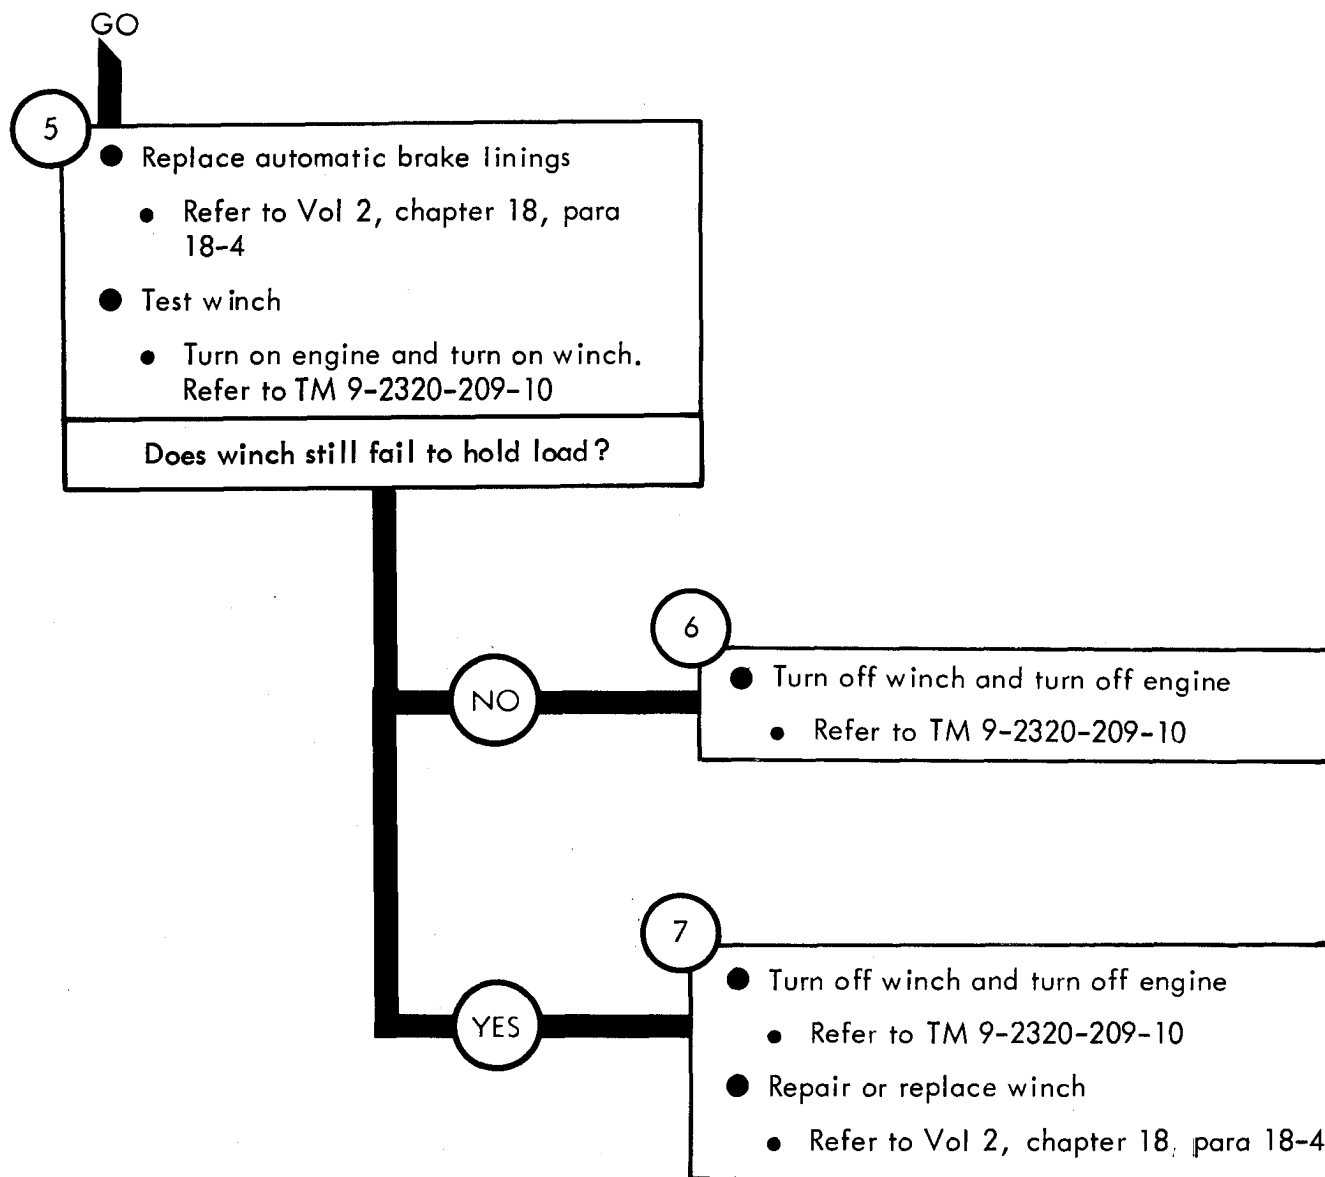 GO
5
● Replace automatic brake linings
● Refer to Vol 2, chapter 18, para
18-4
● Test winch
● Turn on engine and turn on winch.
Refer to TM 9-2320-209-10
Does winch still fail to hold load?
6
NO
● Turn off winch and turn off engine
● Refer to TM 9-2320-209-10
7
YES
● Turn off winch and turn off engine
● Refer to TM 9-2320-209-10
● Repair or replace winch
● Refer to Vol 2, chapter 18, para 18-4